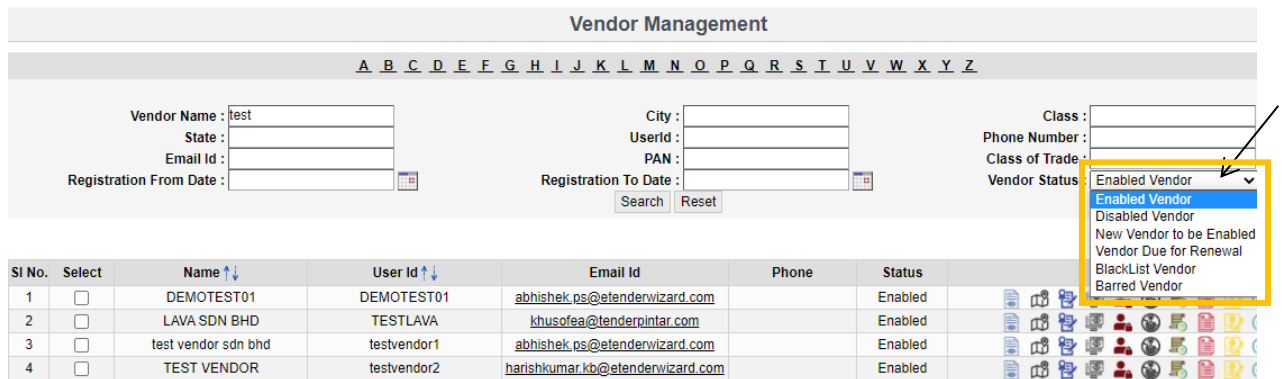 Vendor Management
A B C D E F G H I J K L M N O P Q R S T U V W X Y Z
Vendor Name : test City : Class :
State : UserId : Phone Number :
Email Id : PAN : Class of Trade :
Registration From Date : Registration To Date : Vendor Status : Enabled Vendor
Search Reset
Enabled Vendor
Disabled Vendor
New Vendor to be Enabled
Vendor Due for Renewal
BlackList Vendor
Barred Vendor
Sl No. Select Name User Id Email Id Phone Status
1 DEMOTEST01 DEMOTEST01 abhishek.ps@etenderwizard.com Enabled
2 LAVA SDN BHD TESTLAVA khusofea@tenderpintar.com Enabled
3 test vendor sdn bhd testvendor1 abhishek.ps@etenderwizard.com Enabled
4 TEST VENDOR testvendor2 harishkumar.kb@etenderwizard.com Enabled